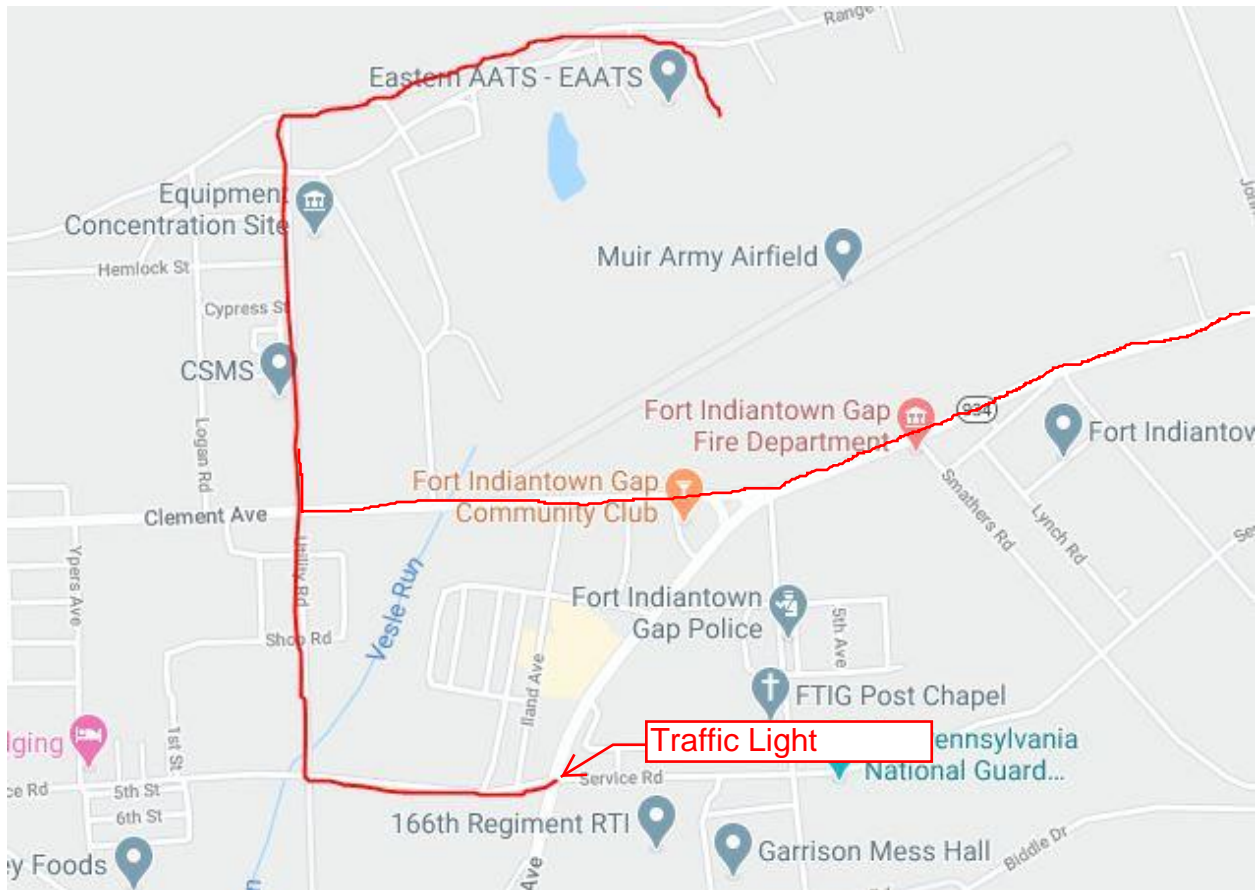 Range
Eastern AATS - EAATS
Equipment
Concentration Site
Hemlock St
Muir Army Airfield
Cypress St
CSMS
Logan Rd
934
Fort Indiantown Gap
Fire Department
Fort Indiantow
Fort Indiantown Gap
Community Club
Clement Ave
Smathers Rd
Lynch Rd
Ypers Ave
Utility Rd
Vesle Run
Fort Indiantown
Gap Police
5th Ave
Shop Rd
FTIG Post Chapel
1st St
lland Ave
Traffic Light
ennsylvania
National Guard...
dging
ce Rd
5th St
6th St
Service Rd
166th Regiment RTI
Garrison Mess Hall
Biddle Dr
ey Foods
Ave